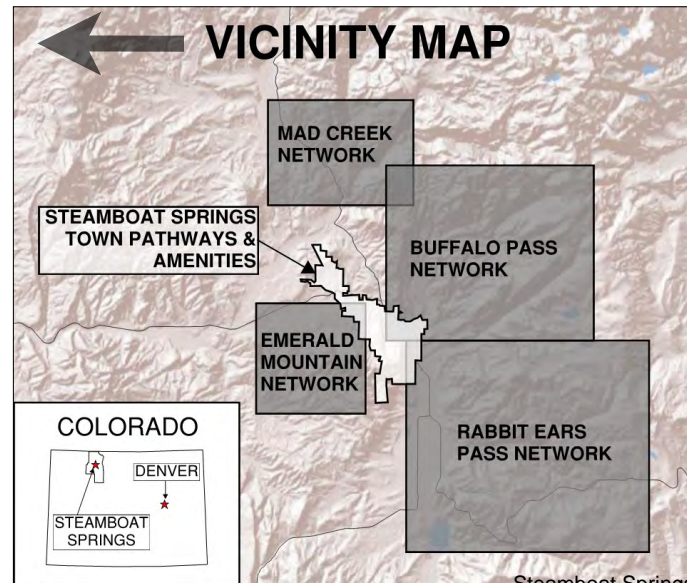 VICINITY MAP
MAD CREEK
NETWORK
STEAMBOAT SPRINGS
TOWN PATHWAYS &
AMENITIES
BUFFALO PASS
NETWORK
EMERALD
MOUNTAIN
NETWORK
RABBIT EARS
PASS NETWORK
COLORADO
DENVER
STEAMBOAT
SPRINGS
Steamboat Springs